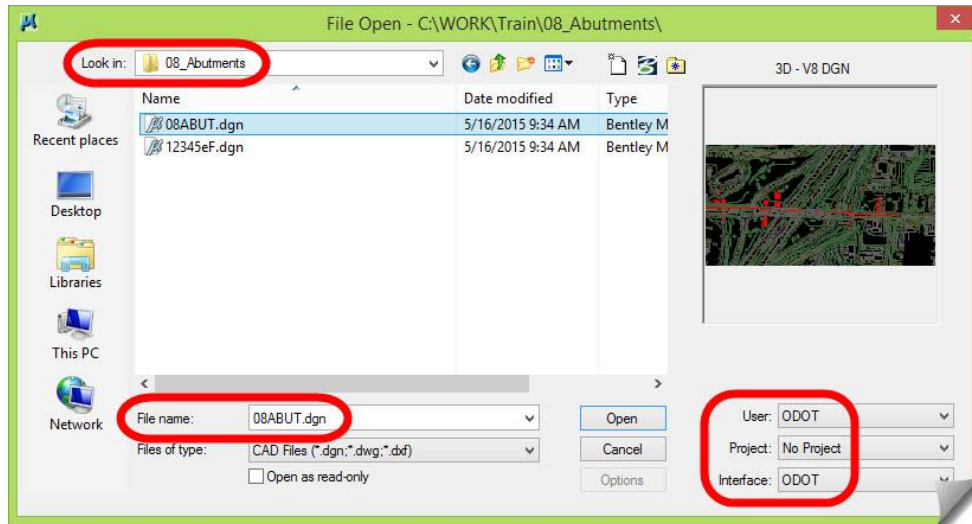 File Open - C:\WORK\Train\08_Abutments\
Look in: 08_Abutments
3D - V8 DGN
Name Date modified Type
08ABUT.dgn 5/16/2015 9:34 AM Bentley M
12345eF.dgn 5/16/2015 9:34 AM Bentley M
Recent places
Desktop
Libraries
This PC
Network
File name: 08ABUT.dgn Open User: ODOT
Files of type: CAD Files (*.dgn;*.dwg;*.dxf) Cancel Project: No Project
Open as read-only Options Interface: ODOT